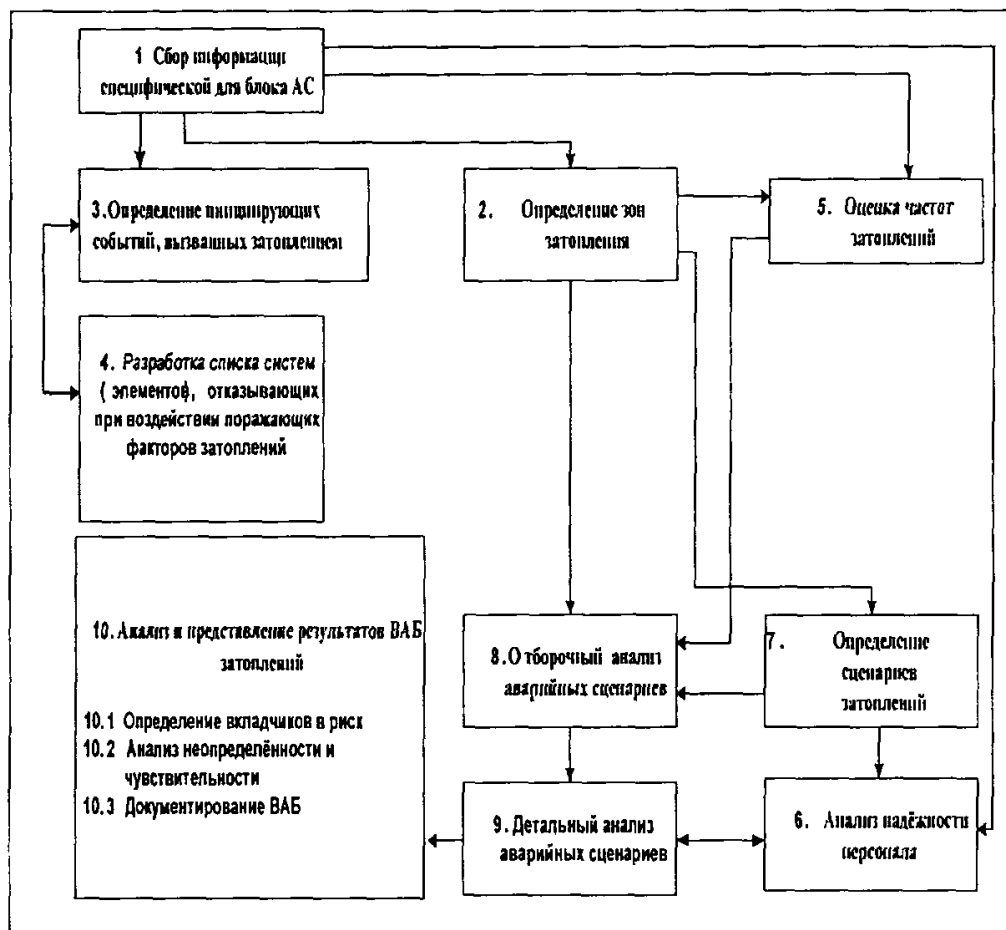 1 Сбор информации
специфической для блока АС
3.Определение инициирующих
событий, вызванных затоплением
2. Определение зон
затопления
5. Оценка частот
затоплений
4. Разработка списка систем
( элементов), отказывающих
при воздействии поражающих
факторов затоплений
10.Анализ и представление результатов ВАБ
затоплений
10.1 Определение вкладчиков в риск
10.2 Анализ неопределённости и
чувствительности
10.3 Документирование ВАБ
8.Отборочный анализ
аварийных сценариев
7. Определение
сценариев
затоплений
9.Детальный анализ
аварийных сценариев
6. Анализ надёжности
персонала